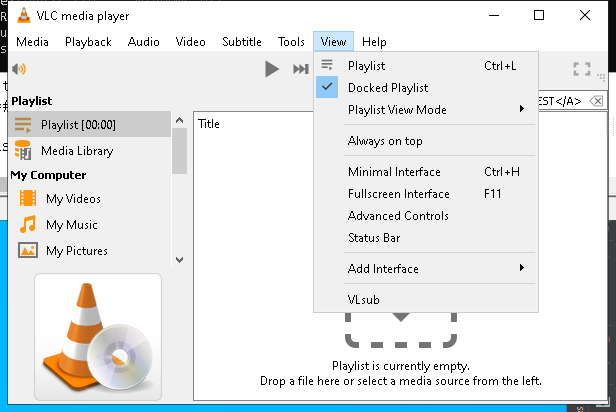 VLC media player
Media Playback Audio Video Subtitle Tools View Help
Playlist Ctrl+L
Docked Playlist
Playlist View Mode
Always on top
Minimal Interface Ctrl+H
Fullscreen Interface F11
Advanced Controls
Status Bar
Add Interface
VLsub
EST</A>
Playlist
Playlist [00:00]
Media Library
My Computer
My Videos
My Music
My Pictures
Title
Playlist is currently empty.
Drop a file here or select a media source from the left.